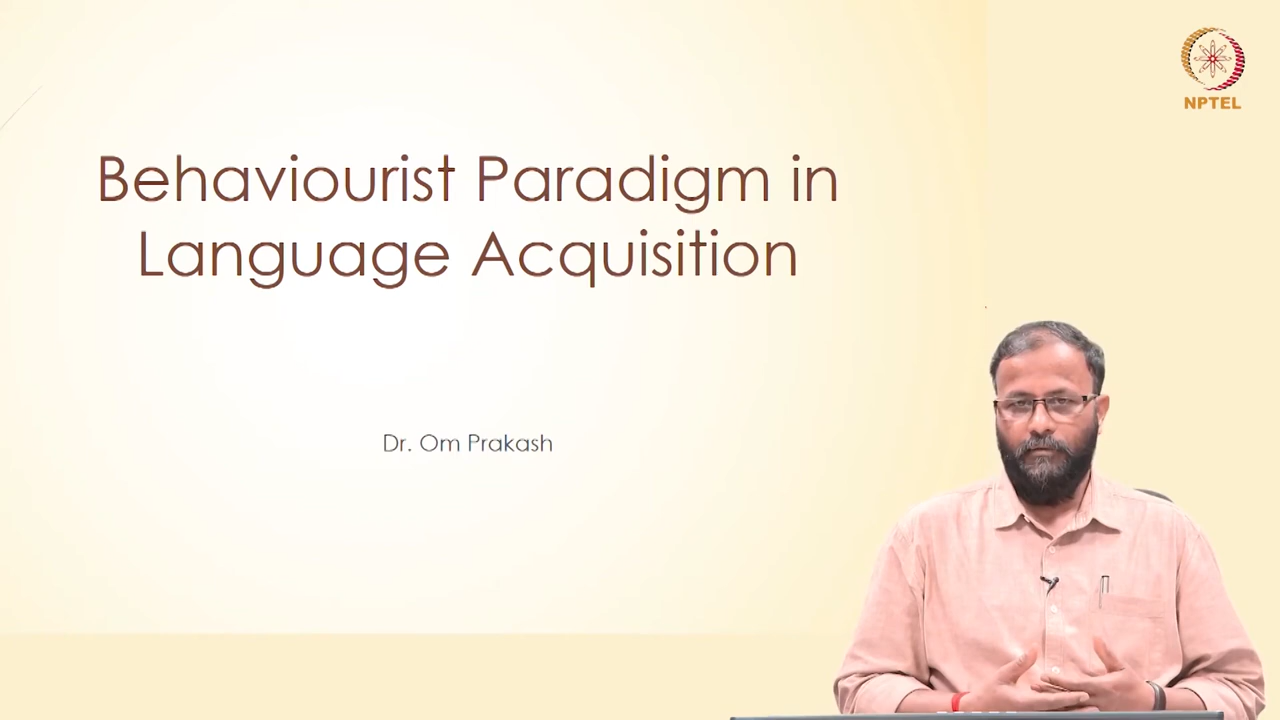 NPTEL
Behaviourist Paradigm in
Language Acquisition
Dr. Om Prakash